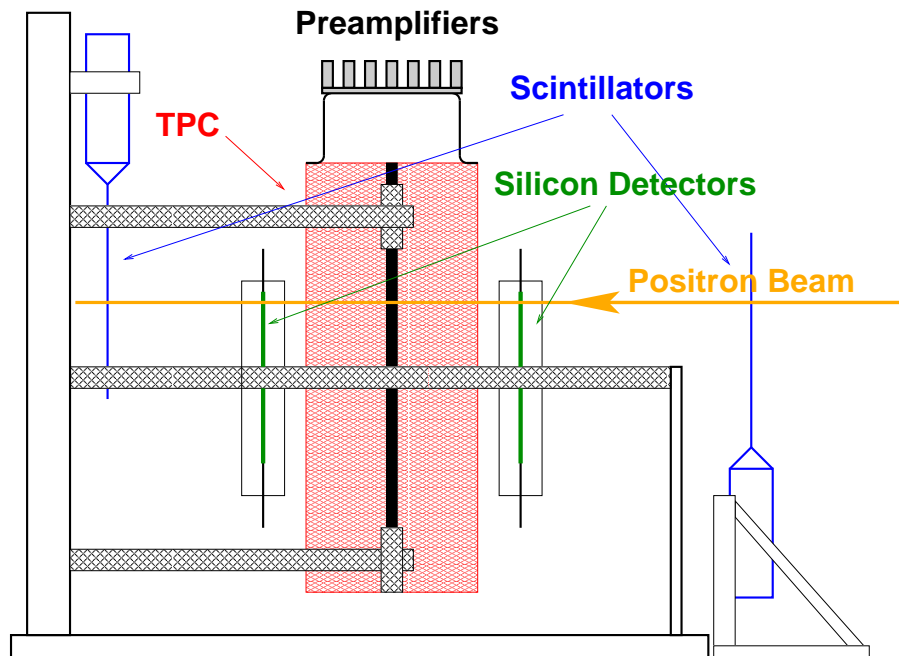 Preamplifiers
Scintillators
TPC
Silicon Detectors
Positron Beam